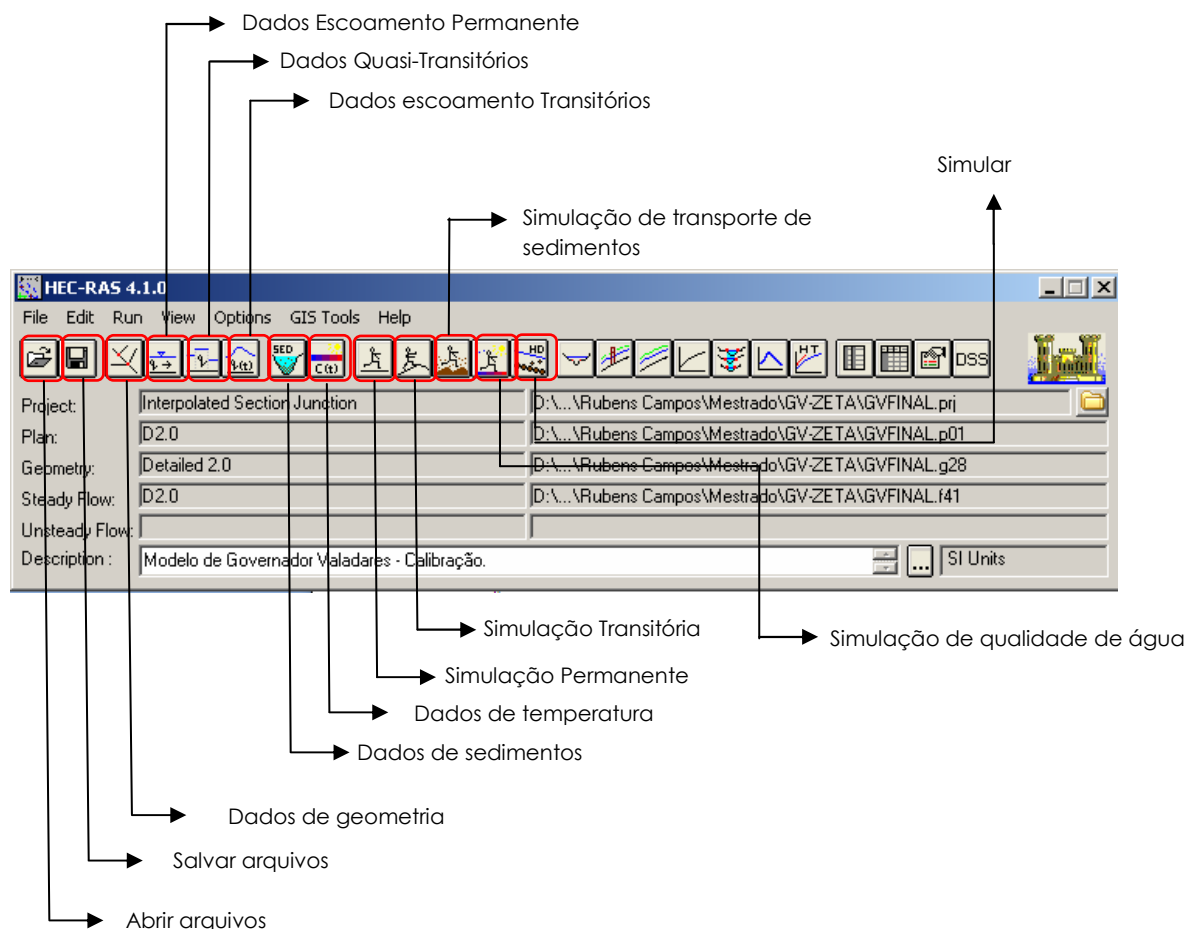 Dados Escoamento Permanente
Dados Quasi-Transitórios
Dados escoamento Transitórios
Simular
Simulação de transporte de
sedimentos
HEC-RAS 4.1.0
File Edit Run View Options GIS Tools Help
SED C(t) HD HT DSS
Project: Interpolated Section Junction D:\...\Rubens Campos\Mestrado\GV-ZETA\GVFINAL.prj
Plan: D2.0 D:\...\Rubens Campos\Mestrado\GV-ZETA\GVFINAL.p01
Geometry: Detailed 2.0 D:\...\Rubens Campos\Mestrado\GV-ZETA\GVFINAL.g28
Steady Flow: D2.0 D:\...\Rubens Campos\Mestrado\GV-ZETA\GVFINAL.f41
Unsteady Flow:
Description : Modelo de Governador Valadares - Calibração. ... SI Units
Simulação Transitória
Simulação de qualidade de água
Simulação Permanente
Dados de temperatura
Dados de sedimentos
Dados de geometria
Salvar arquivos
Abrir arquivos